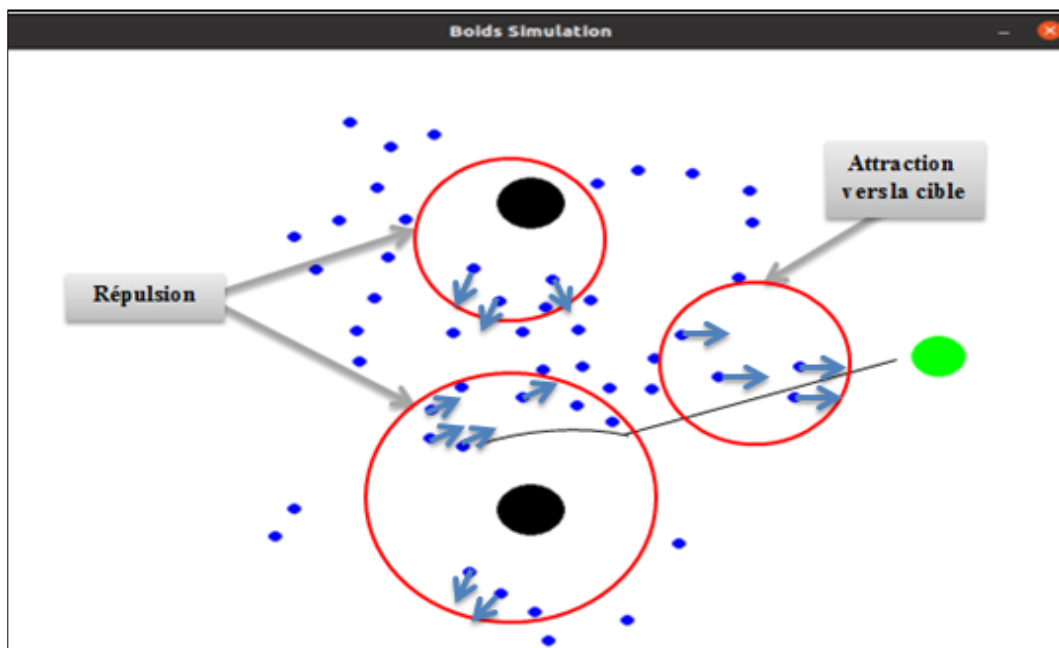 Boids Simulation
Attraction
vers la cible
Répulsion